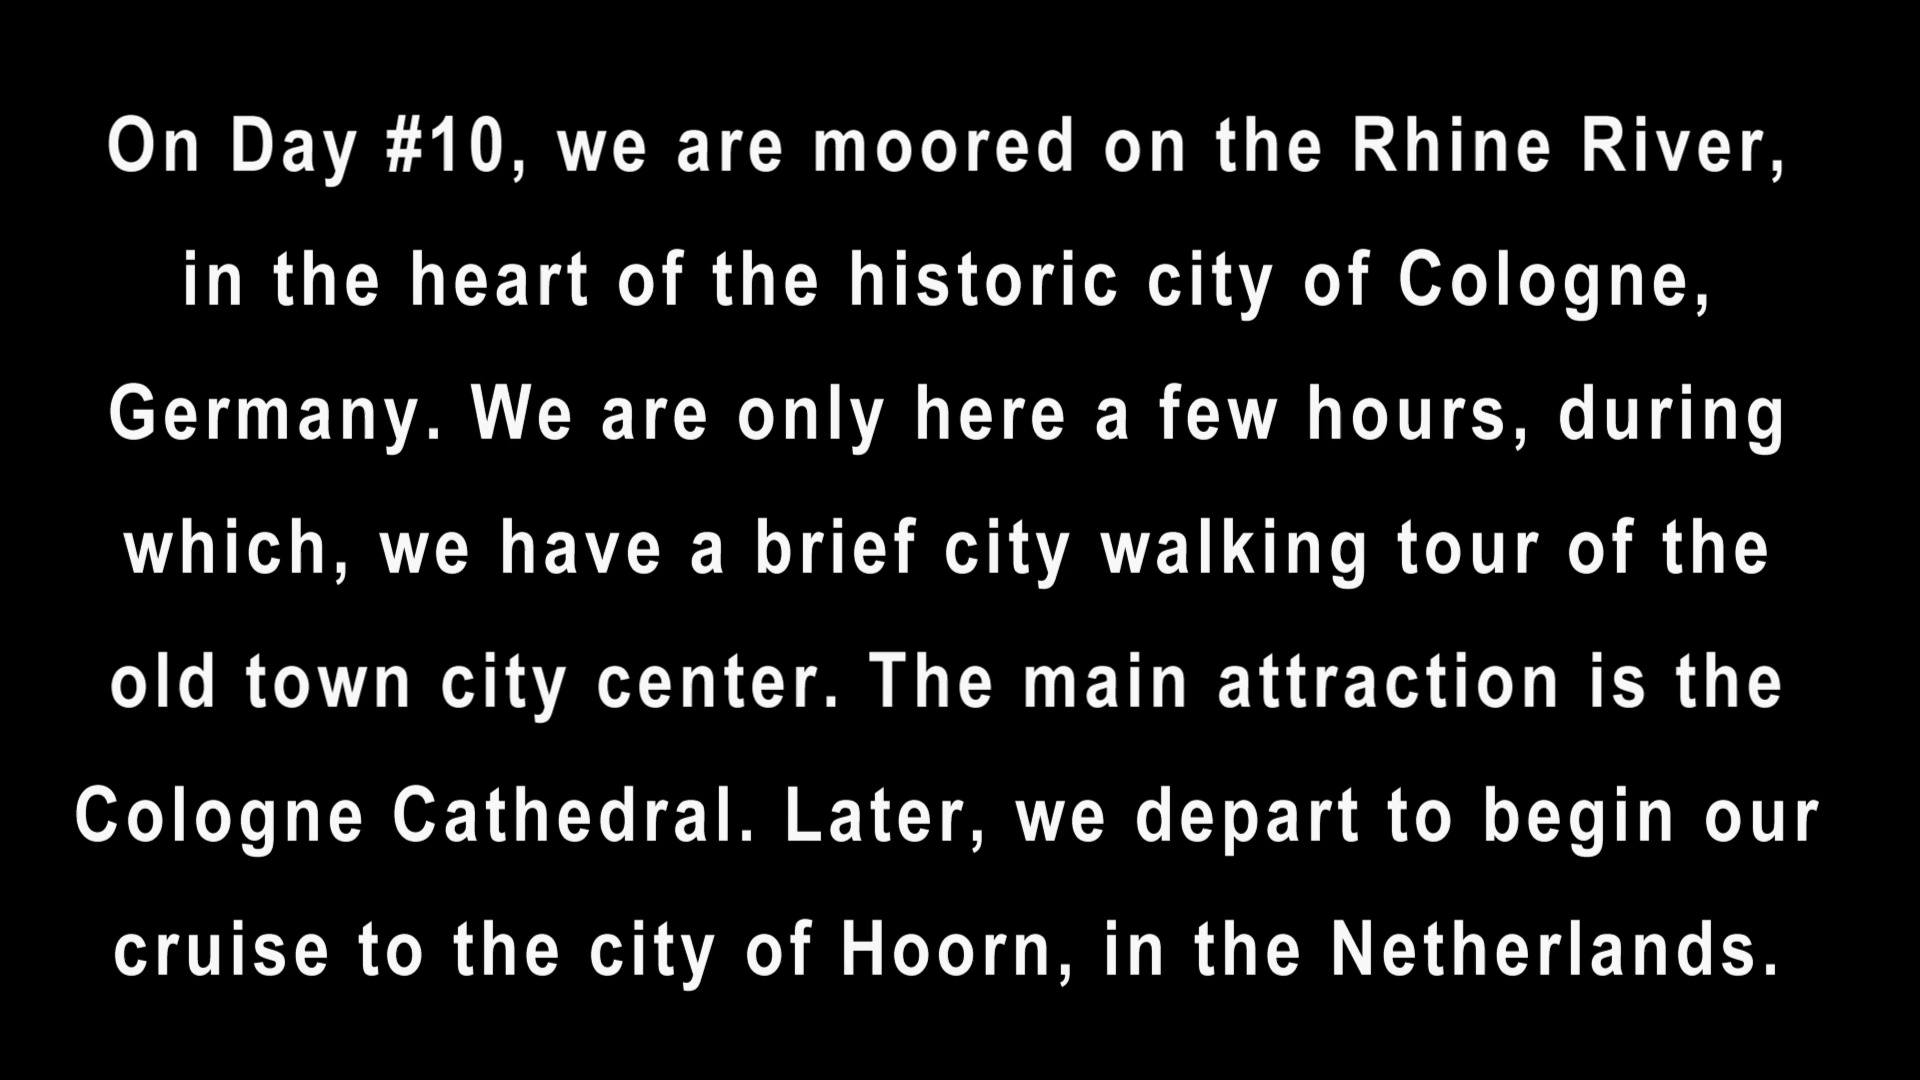 On Day #10, we are moored on the Rhine River,
in the heart of the historic city of Cologne,
Germany. We are only here a few hours, during
which, we have a brief city walking tour of the
old town city center. The main attraction is the
Cologne Cathedral. Later, we depart to begin our
cruise to the city of Hoorn, in the Netherlands.